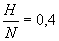 H/N = 0,4